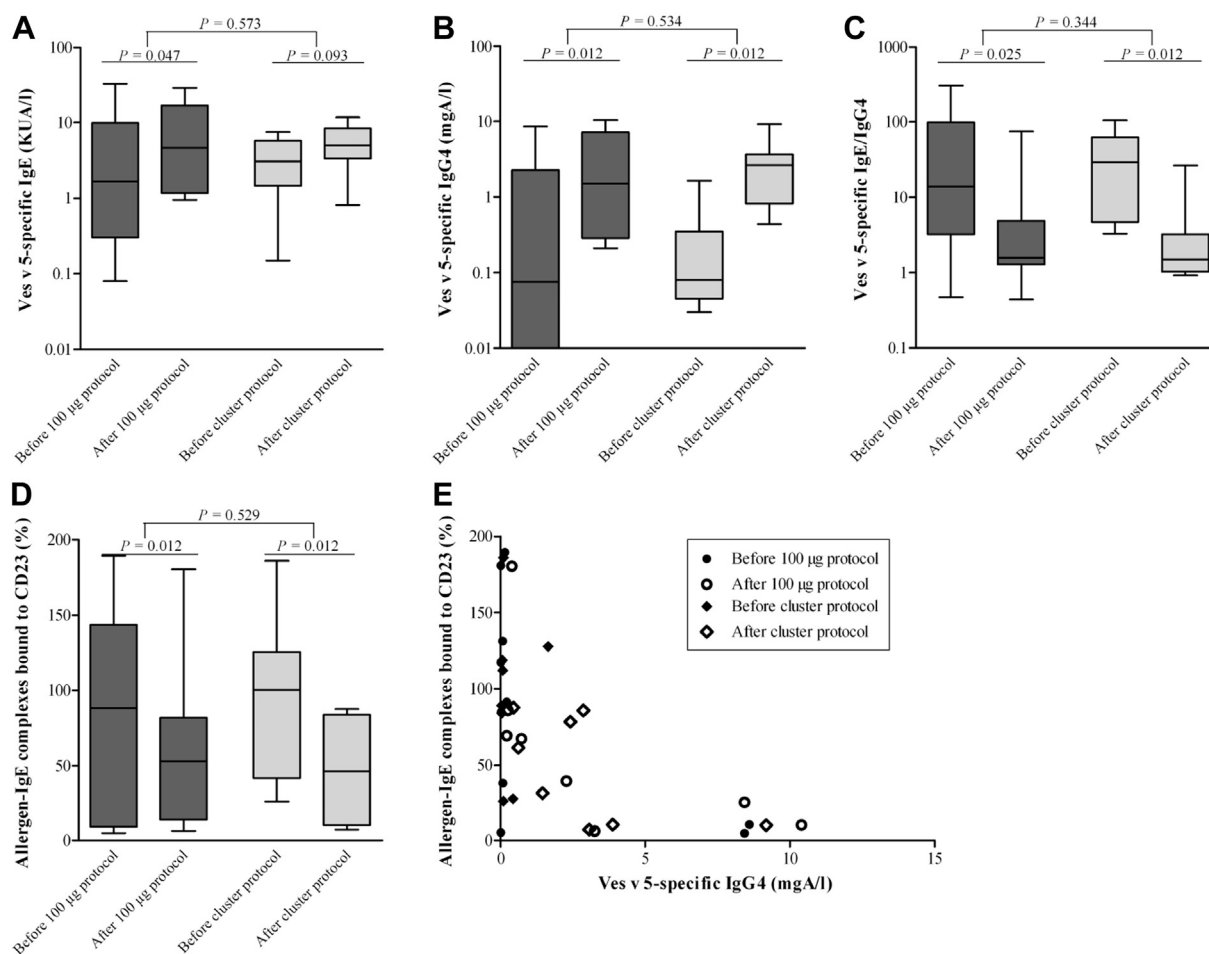 A
P = 0.573
P = 0.047
P = 0.093
100
10
1
0.1
0.01
Ves v 5-specific IgE (KUA/l)
Before 100 µg protocol
After 100 µg protocol
Before cluster protocol
After cluster protocol
B
P = 0.534
P = 0.012
P = 0.012
100
10
1
0.1
0.01
Ves v 5-specific IgG4 (mgA/l)
Before 100 µg protocol
After 100 µg protocol
Before cluster protocol
After cluster protocol
C
P = 0.344
P = 0.025
P = 0.012
1000
100
10
1
0.1
Ves v 5-specific IgE/IgG4
Before 100 µg protocol
After 100 µg protocol
Before cluster protocol
After cluster protocol
D
P = 0.529
P = 0.012
P = 0.012
200
150
100
50
0
Allergen-IgE complexes bound to CD23 (%)
Before 100 µg protocol
After 100 µg protocol
Before cluster protocol
After cluster protocol
E
200
150
100
50
0
Allergen-IgE complexes bound to CD23 (%)
Before 100 µg protocol
After 100 µg protocol
Before cluster protocol
After cluster protocol
0
5
10
15
Ves v 5-specific IgG4 (mgA/l)